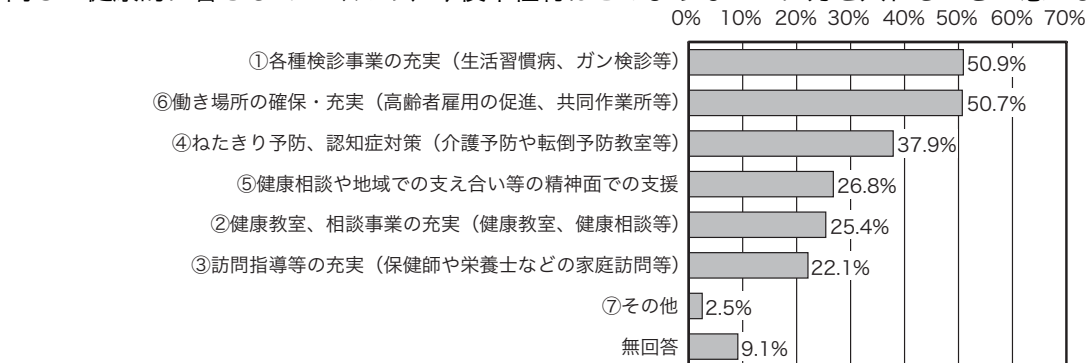 0% 10% 20% 30% 40% 50% 60% 70%
①各種検診事業の充実（生活習慣病、ガン検診等） 50.9%
⑥働き場所の確保・充実（高齢者雇用の促進、共同作業所等） 50.7%
④ねたきり予防、認知症対策（介護予防や転倒予防教室等） 37.9%
⑤健康相談や地域での支え合い等の精神面での支援 26.8%
②健康教室、相談事業の充実（健康教室、健康相談等） 25.4%
③訪問指導等の充実（保健師や栄養士などの家庭訪問等） 22.1%
⑦その他 2.5%
無回答 9.1%